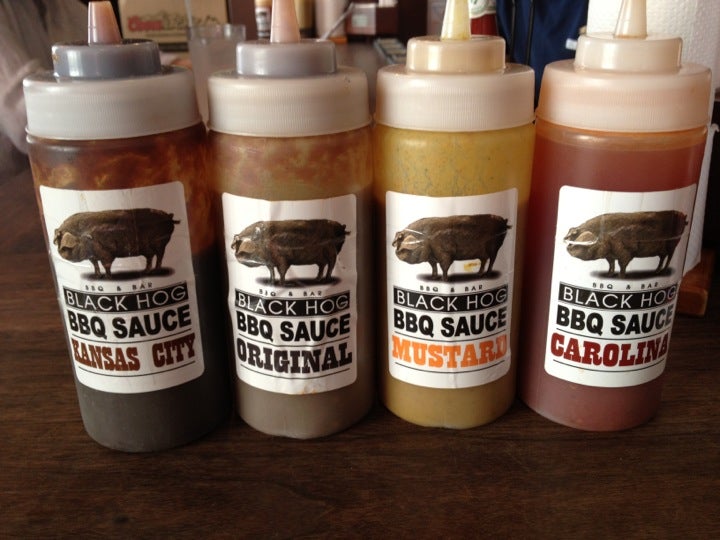 Coors
BBQ & BAR
BLACK HOG
BBQ SAUCE
KANSAS CITY
BBQ & BAR
BLACK HOG
BBQ SAUCE
ORIGINAL
BBQ & BAR
BLACK HOG
BBQ SAUCE
MUSTARD
BBQ & BAR
BLACK HOG
BBQ SAUCE
CAROLINA